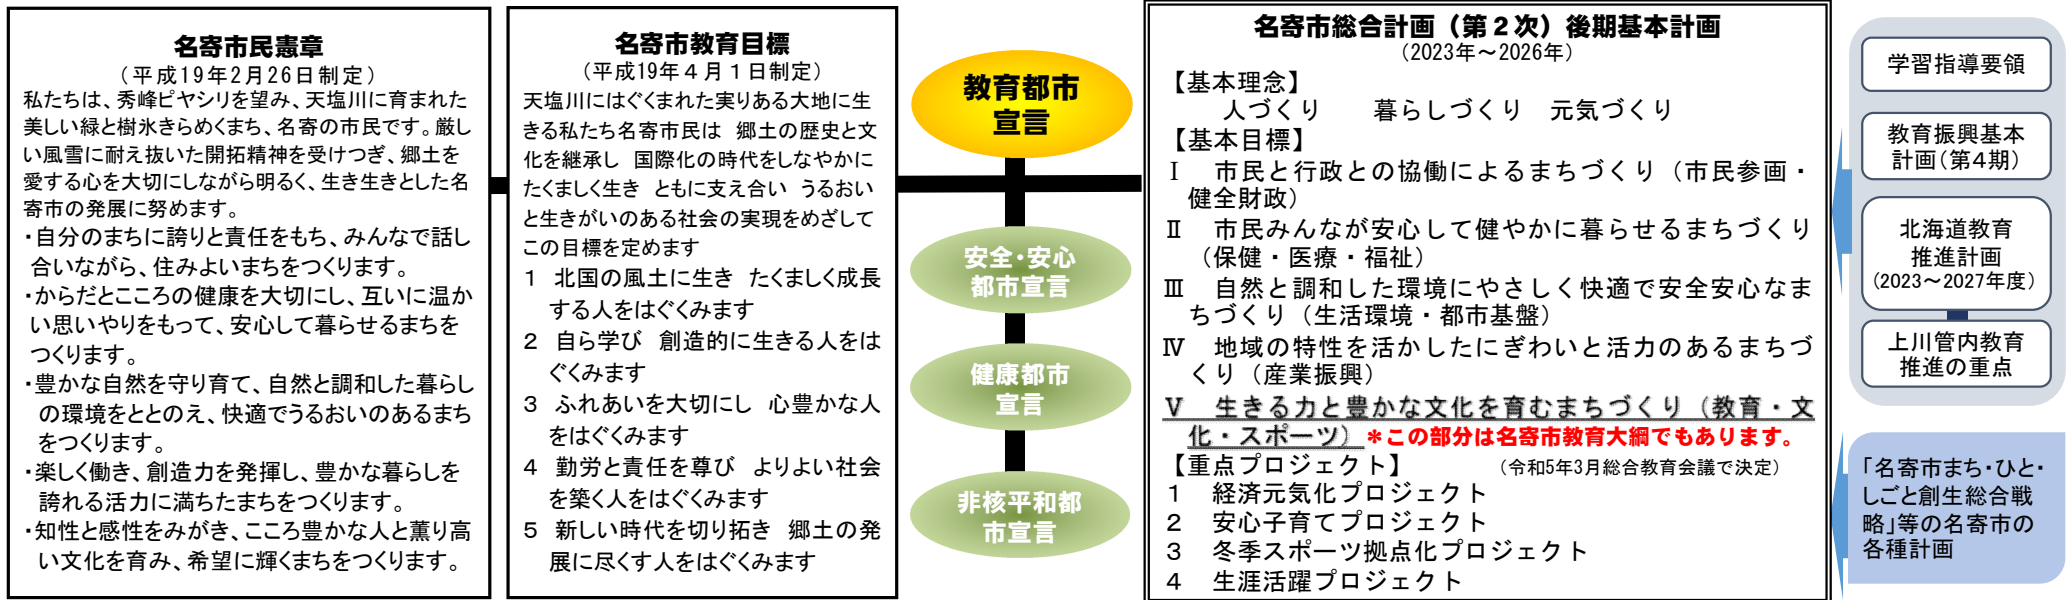 名寄市民憲章
（平成19年2月26日制定）
私たちは、秀峰ピヤシリを望み、天塩川に育まれた
美しい緑と樹氷きらめくまち、名寄の市民です。厳し
い風雪に耐え抜いた開拓精神を受けつぎ、郷土を
愛する心を大切にしながら明るく、生き生きとした名
寄市の発展に努めます。
・自分のまちに誇りと責任をもち、みんなで話し
合いながら、住みよいまちをつくります。
・からだとこころの健康を大切にし、互いに温か
い思いやりをもって、安心して暮らせるまちを
つくります。
・豊かな自然を守り育て、自然と調和した暮らし
の環境をととのえ、快適でうるおいのあるまち
をつくります。
・楽しく働き、創造力を発揮し、豊かな暮らしを
誇れる活力に満ちたまちをつくります。
・知性と感性をみがき、こころ豊かな人と薫り高
い文化を育み、希望に輝くまちをつくります。
名寄市教育目標
（平成19年４月１日制定）
天塩川にはぐくまれた実りある大地に生
きる私たち名寄市民は　郷土の歴史と文
化を継承し　国際化の時代をしなやかに
たくましく生き　ともに支え合い　うるおい
と生きがいのある社会の実現をめざして
この目標を定めます
１　北国の風土に生き　たくましく成長
する人をはぐくみます
２　自ら学び　創造的に生きる人をは
ぐくみます
３　ふれあいを大切にし　心豊かな人
をはぐくみます
４　勤労と責任を尊び　よりよい社会
を築く人をはぐくみます
５　新しい時代を切り拓き　郷土の発
展に尽くす人をはぐくみます
教育都市
宣言
安全・安心
都市宣言
健康都市
宣言
非核平和都
市宣言
名寄市総合計画（第２次）後期基本計画
（2023年～2026年）
【基本理念】
人づくり　　暮らしづくり　元気づくり
【基本目標】
Ⅰ　市民と行政との協働によるまちづくり（市民参画・
健全財政）
Ⅱ　市民みんなが安心して健やかに暮らせるまちづくり
（保健・医療・福祉）
Ⅲ　自然と調和した環境にやさしく快適で安全安心なま
ちづくり（生活環境・都市基盤）
Ⅳ　地域の特性を活かしたにぎわいと活力のあるまちづ
くり（産業振興）
Ⅴ　生きる力と豊かな文化を育むまちづくり（教育・文
化・スポーツ）＊この部分は名寄市教育大綱でもあります。
【重点プロジェクト】　（令和5年3月総合教育会議で決定）
１　経済元気化プロジェクト
２　安心子育てプロジェクト
３　冬季スポーツ拠点化プロジェクト
４　生涯活躍プロジェクト
学習指導要領
教育振興基本
計画（第4期）
北海道教育
推進計画
（2023～2027年度）
上川管内教育
推進の重点
「名寄市まち・ひと・
しごと創生総合戦
略」等の名寄市の
各種計画